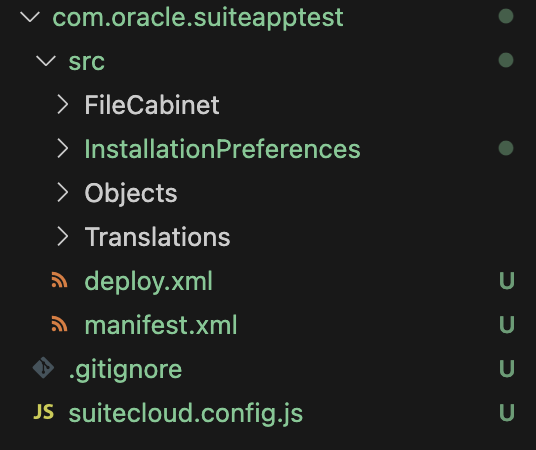 com.oracle.suiteapptest
src
FileCabinet
InstallationPreferences
Objects
Translations
deploy.xml U
manifest.xml U
.gitignore U
JS suitecloud.config.js U